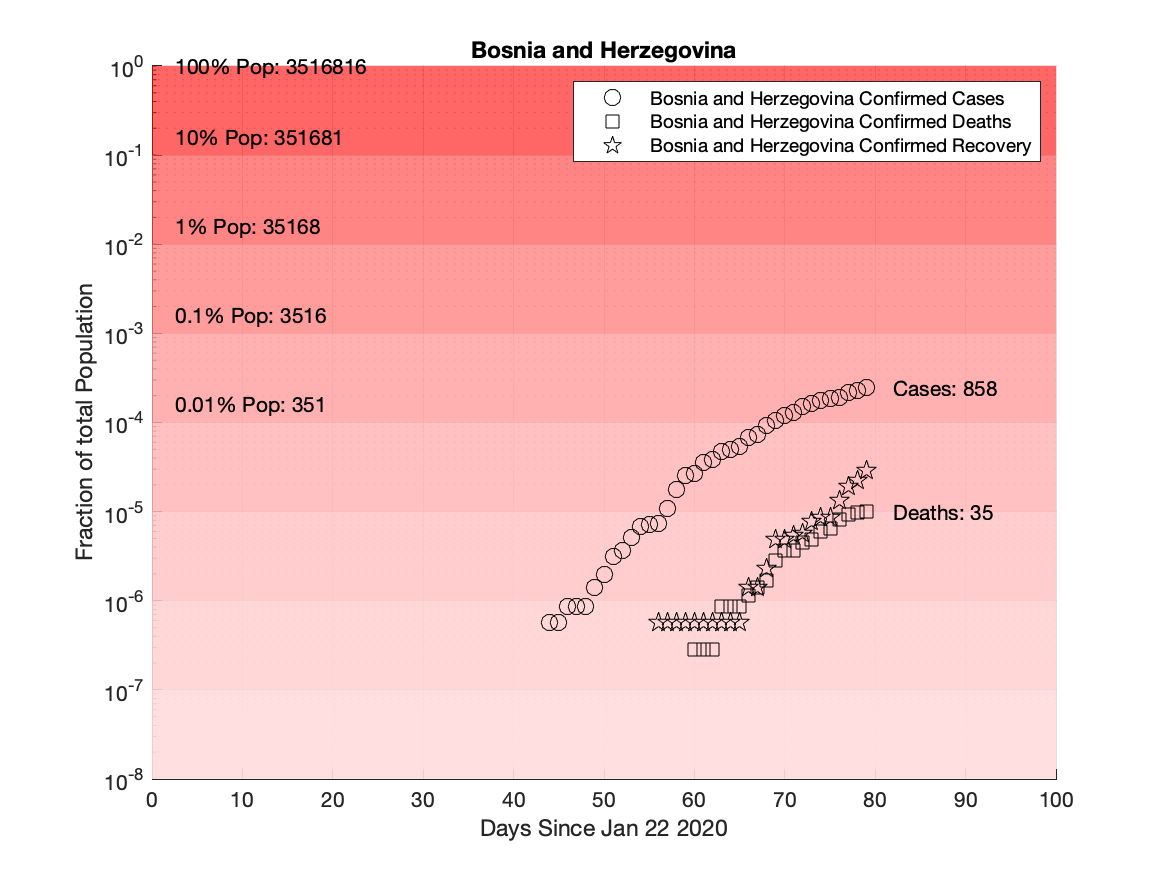 Bosnia and Herzegovina
10^0
100% Pop: 3516816
Bosnia and Herzegovina Confirmed Cases
Bosnia and Herzegovina Confirmed Deaths
Bosnia and Herzegovina Confirmed Recovery
10% Pop: 351681
10^-1
1% Pop: 35168
10^-2
0.1% Pop: 3516
10^-3
Cases: 858
0.01% Pop: 351
10^-4
10^-5
Deaths: 35
10^-6
10^-7
10^-8
Fraction of total Population
0 10 20 30 40 50 60 70 80 90 100
Days Since Jan 22 2020